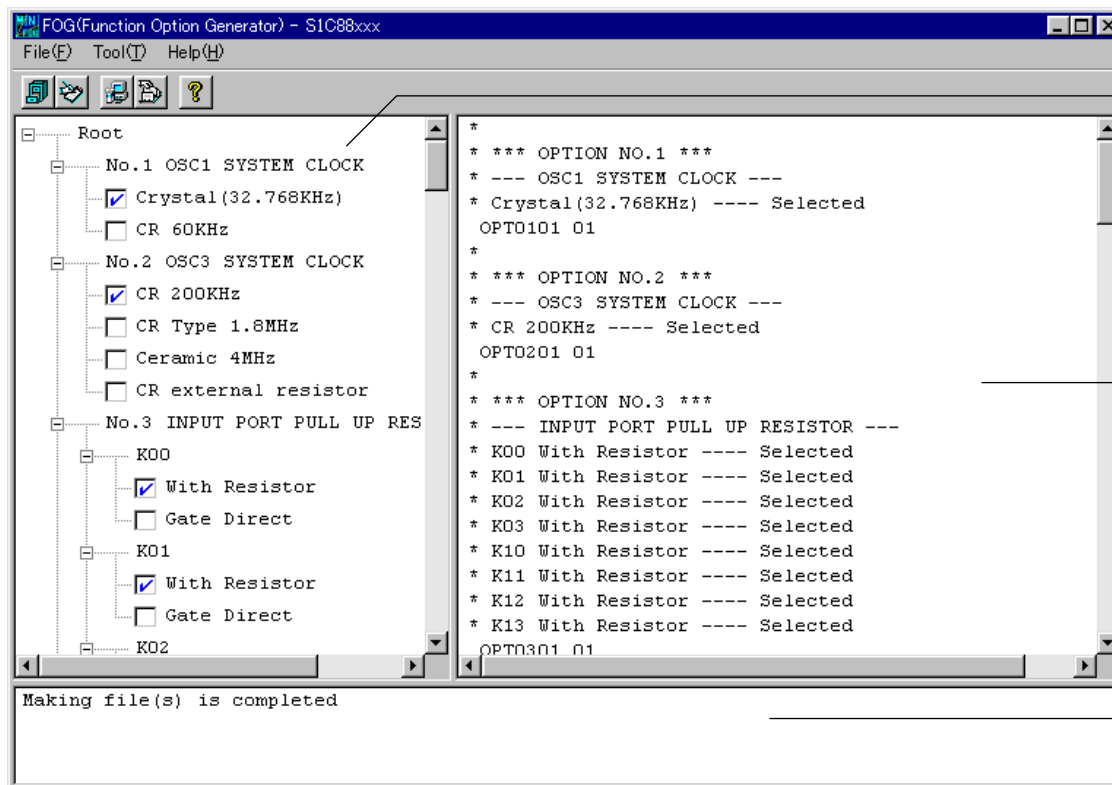 FOG(Function Option Generator) - S1C88xxx
File(F) Tool(T) Help(H)
Root
No.1 OSC1 SYSTEM CLOCK
Crystal(32.768KHz)
CR 60KHz
No.2 OSC3 SYSTEM CLOCK
CR 200KHz
CR Type 1.8MHz
Ceramic 4MHz
CR external resistor
No.3 INPUT PORT PULL UP RES
K00
With Resistor
Gate Direct
K01
With Resistor
Gate Direct
K02
*
* *** OPTION NO.1 ***
* --- OSC1 SYSTEM CLOCK ---
* Crystal(32.768KHz) ---- Selected
OPT0101 01
*
* *** OPTION NO.2 ***
* --- OSC3 SYSTEM CLOCK ---
* CR 200KHz ---- Selected
OPT0201 01
*
* *** OPTION NO.3 ***
* --- INPUT PORT PULL UP RESISTOR ---
* K00 With Resistor ---- Selected
* K01 With Resistor ---- Selected
* K02 With Resistor ---- Selected
* K03 With Resistor ---- Selected
* K10 With Resistor ---- Selected
* K11 With Resistor ---- Selected
* K12 With Resistor ---- Selected
* K13 With Resistor ---- Selected
OPT0301 01
Making file(s) is completed